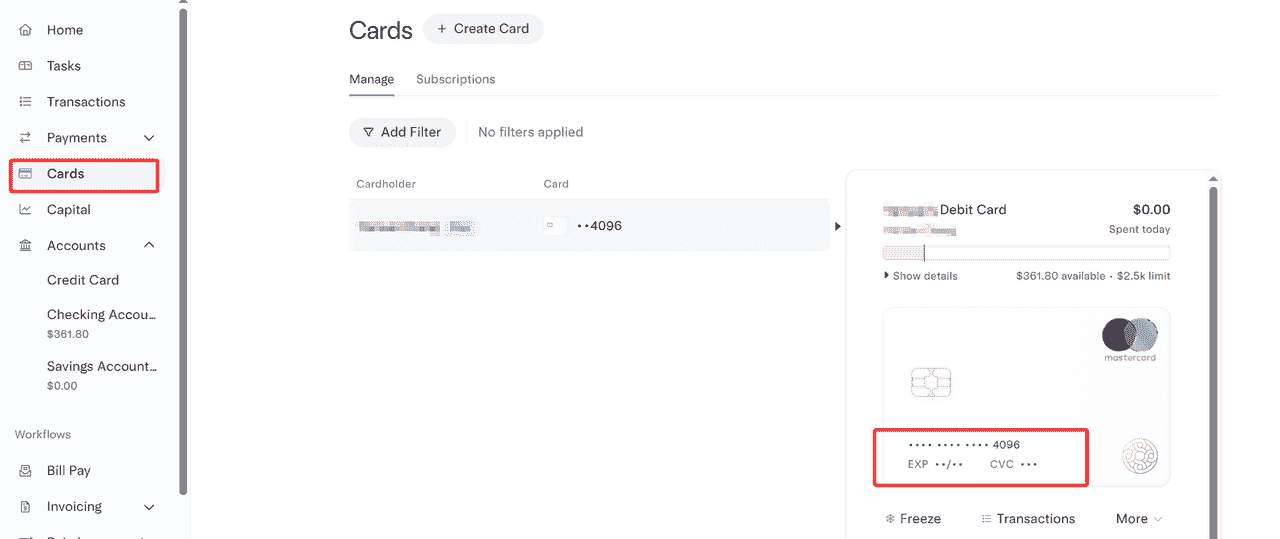 Home
Tasks
Transactions
Payments
Cards
Capital
Accounts
Credit Card
Checking Accou...
$361.80
Savings Account...
$0.00
Workflows
Bill Pay
Invoicing
Cards
+ Create Card
Manage Subscriptions
Add Filter No filters applied
Cardholder Card
••4096
Debit Card $0.00
Spent today
Show details $361.80 available • $2.5k limit
mastercard
•••• •••• •••• 4096
EXP ••/•• CVC •••
Freeze Transactions More